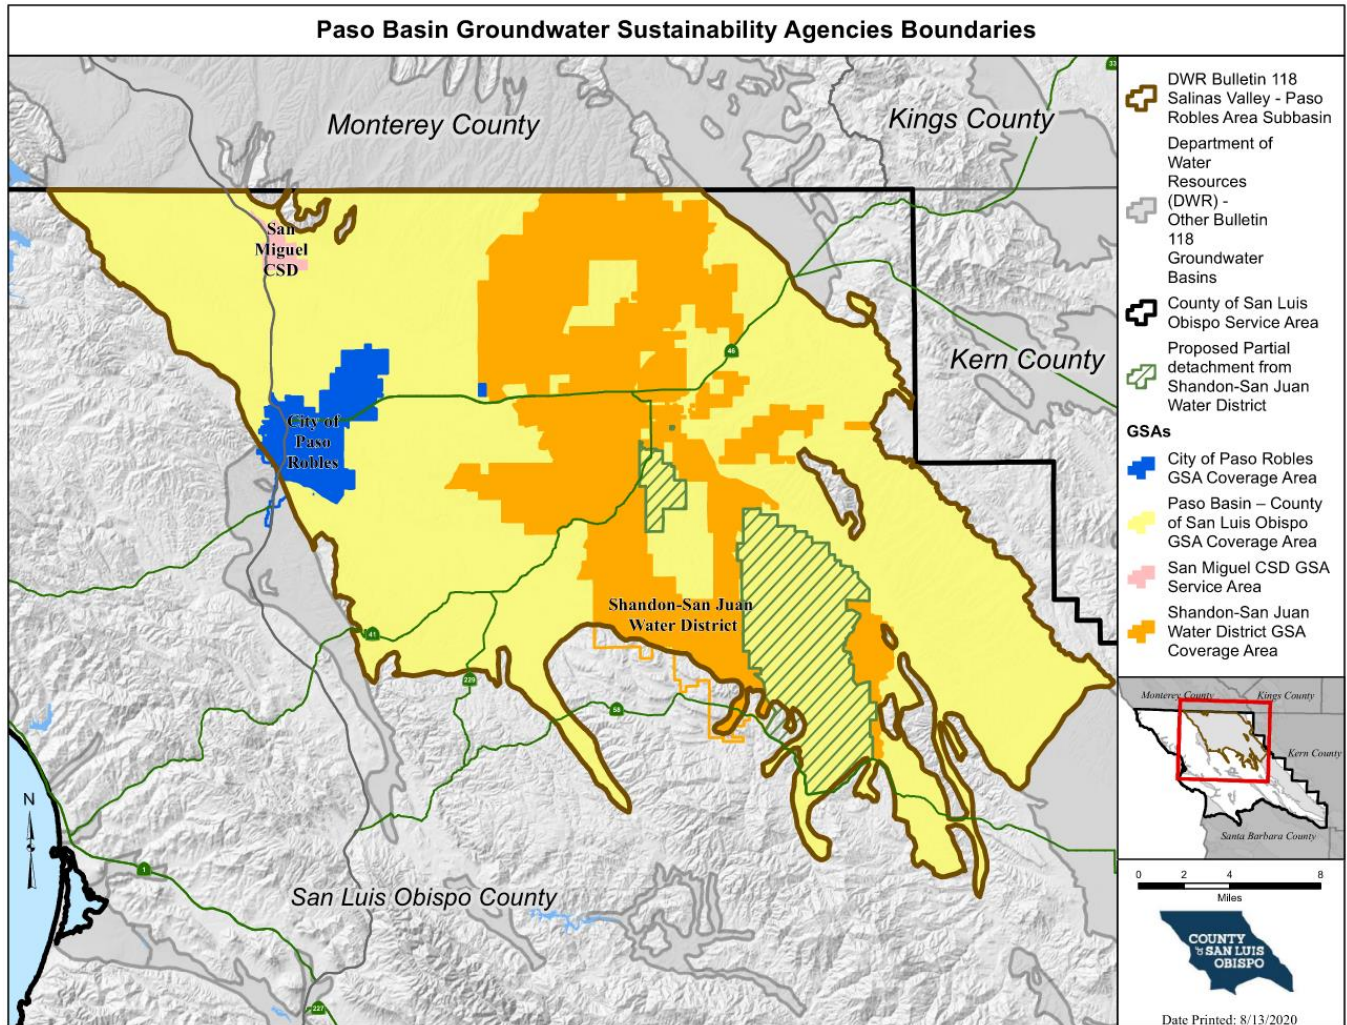 Paso Basin Groundwater Sustainability Agencies Boundaries
Monterey County
Kings County
33
San
Miguel
CSD
46
Kern County
City of
Paso
Robles
Shandon-San Juan
Water District
41
229
58
San Luis Obispo County
N
1
227
DWR Bulletin 118
Salinas Valley - Paso
Robles Area Subbasin
Department of
Water
Resources
(DWR) -
Other Bulletin
118
Groundwater
Basins
County of San Luis
Obispo Service Area
Proposed Partial
detachment from
Shandon-San Juan
Water District
GSAs
City of Paso Robles
GSA Coverage Area
Paso Basin – County
of San Luis Obispo
GSA Coverage Area
San Miguel CSD GSA
Service Area
Shandon-San Juan
Water District GSA
Coverage Area
Monterey County
Kings County
Kern County
Santa Barbara County
0 2 4 8
Miles
COUNTY
OF SAN LUIS
OBISPO
Date Printed: 8/13/2020